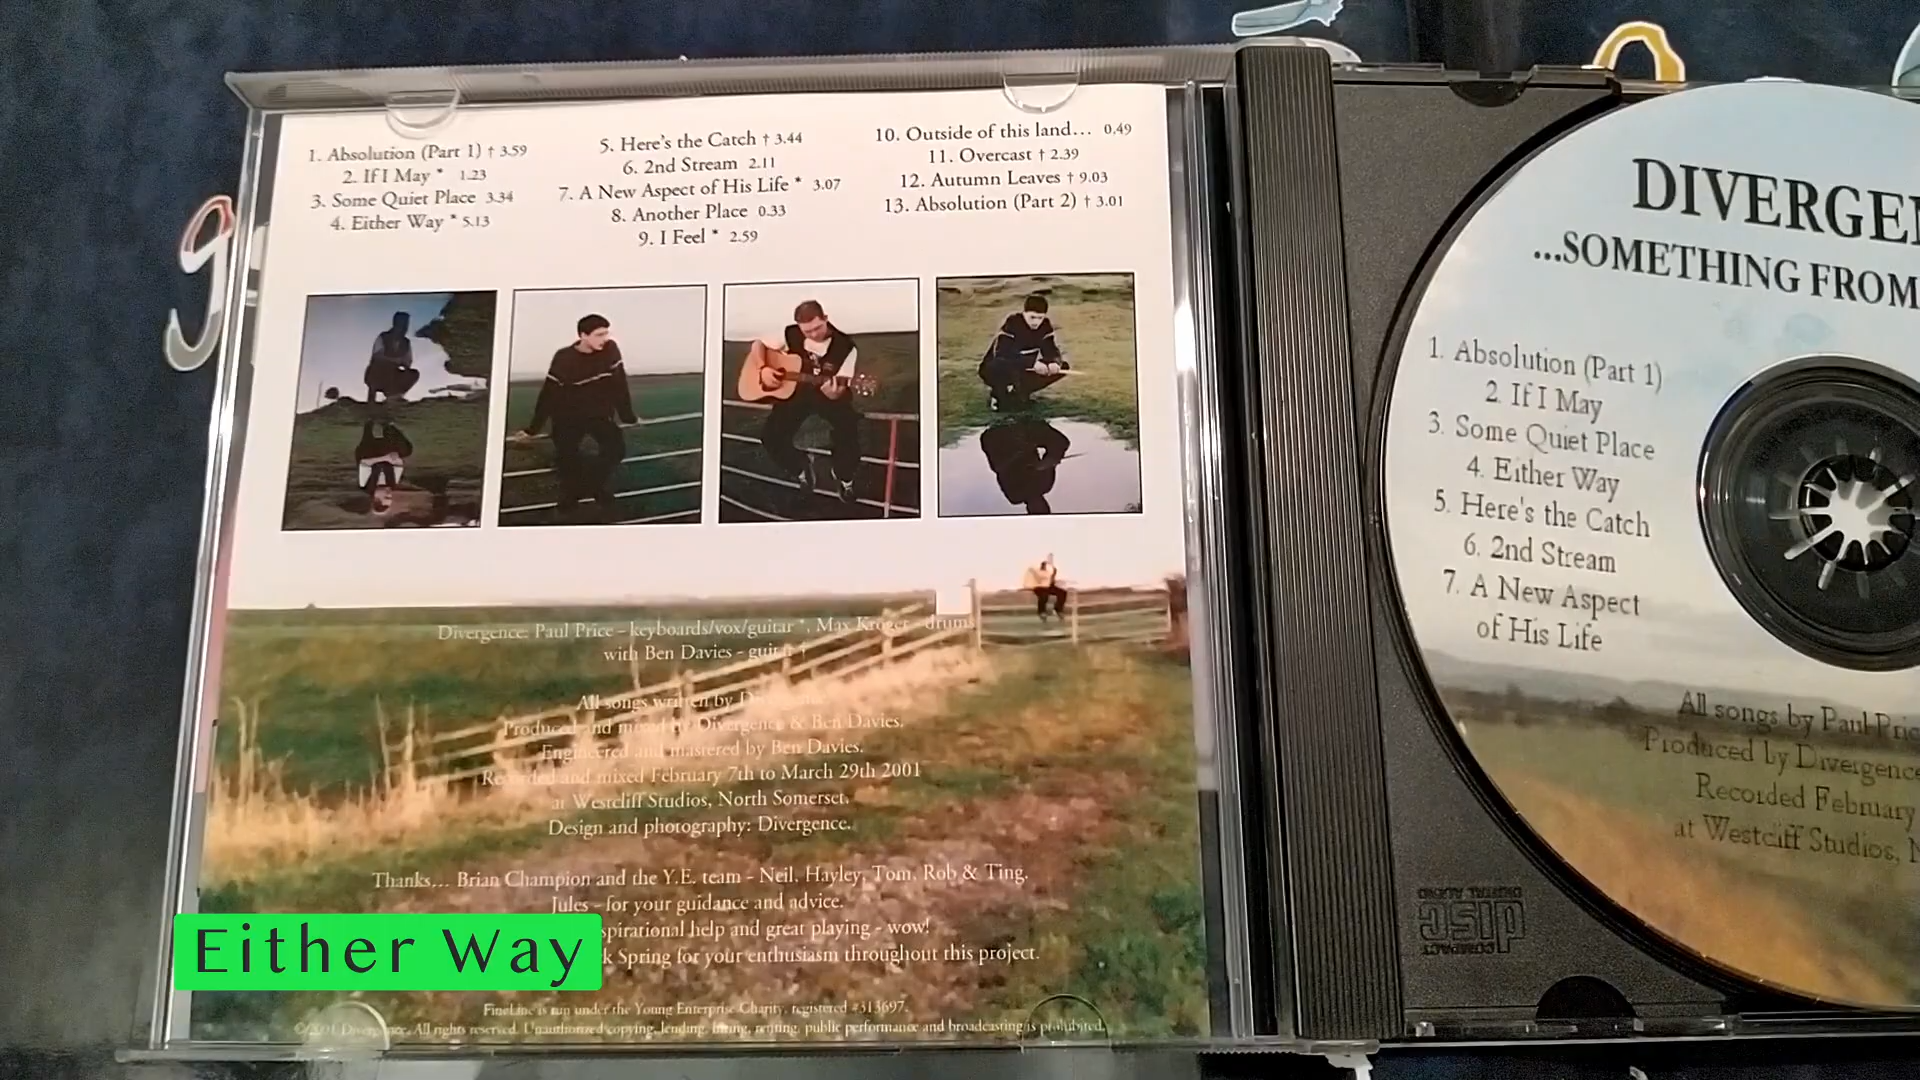 1. Absolution (Part 1) † 3.59
2. If I May * 1.23
3. Some Quiet Place 3.34
4. Either Way * 5.13
5. Here's the Catch † 3.44
6. 2nd Stream 2.11
7. A New Aspect of His Life * 3.07
8. Another Place 0.33
9. I Feel * 2.59
10. Outside of this land... 0.49
11. Overcast † 2.39
12. Autumn Leaves † 9.03
13. Absolution (Part 2) † 3.01
Divergence: Paul Price - keyboards/vox/guitar *, Max Kroger - drums
with Ben Davies - guitar †
All songs written by Divergence.
Produced and mixed by Divergence & Ben Davies.
Engineered and mastered by Ben Davies.
Recorded and mixed February 7th to March 29th 2001
at Westcliff Studios, North Somerset.
Design and photography: Divergence.
Thanks... Brian Champion and the Y.E. team - Neil, Hayley, Tom, Rob & Ting.
Jules - for your guidance and advice.
spirational help and great playing - wow!
k Spring for your enthusiasm throughout this project.
FineLine is run under the Young Enterprise Charity, registered #313697.
©2001 Divergence. All rights reserved. Unauthorized copying, lending, hiring, renting, public performance and broadcasting is prohibited.
Either Way
DIVERGEN
...SOMETHING FROM
1. Absolution (Part 1)
2. If I May
3. Some Quiet Place
4. Either Way
5. Here's the Catch
6. 2nd Stream
7. A New Aspect
of His Life
All songs by Paul Pric
Produced by Divergence
Recorded February
at Westcliff Studios, N
COMPACT
disc
DIGITAL AUDIO